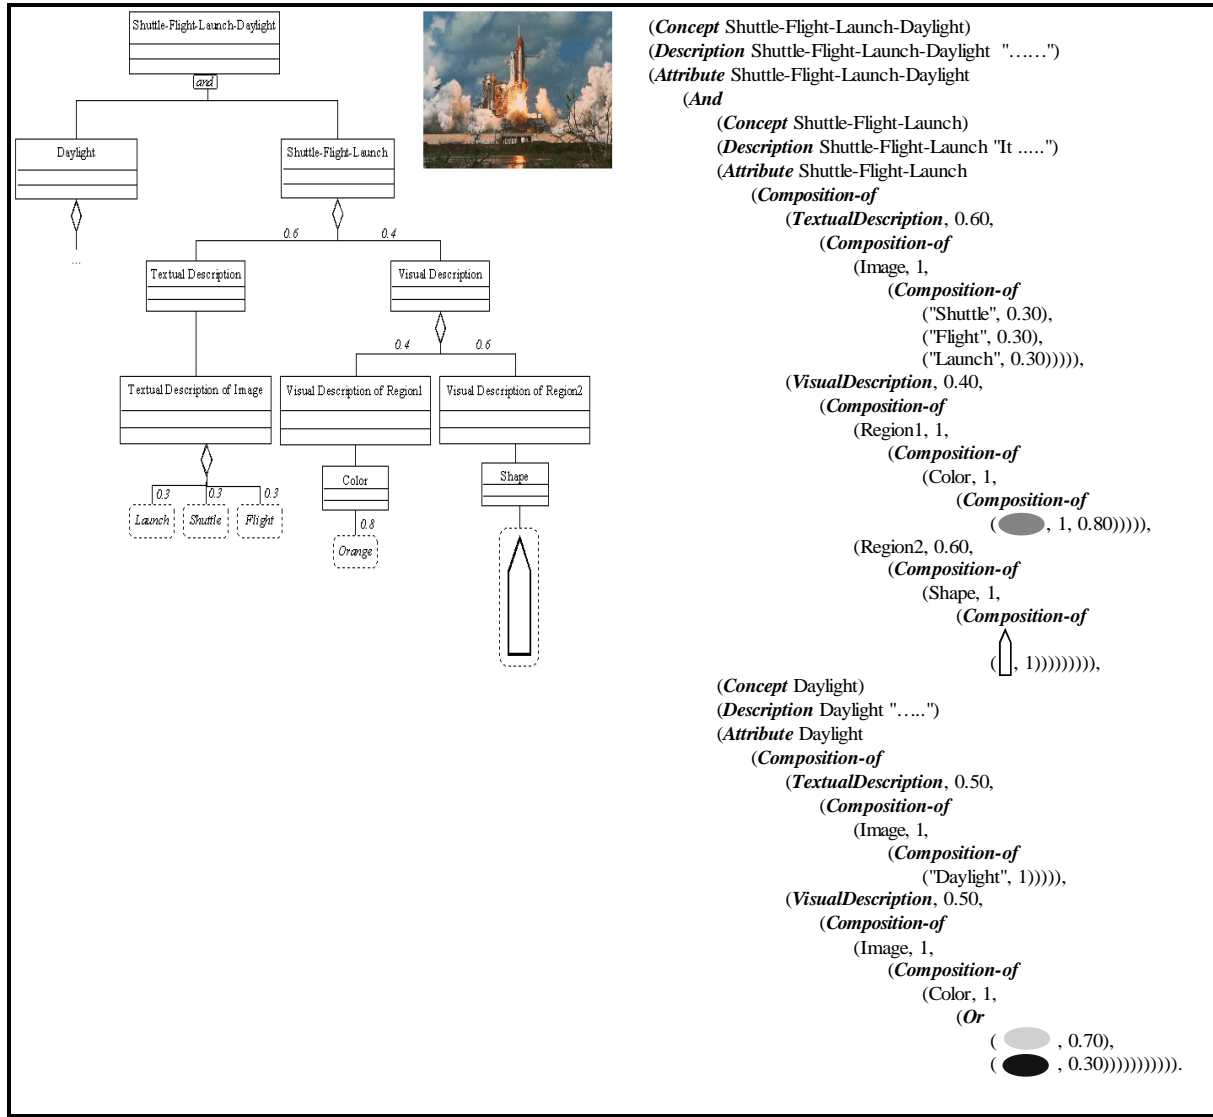 Shuttle-Flight-Launch-Daylight
and
Daylight
Shuttle-Flight-Launch
0.6 0.4
...
Textual Description
Visual Description
0.4 0.6
Textual Description of Image
Visual Description of Region1
Visual Description of Region2
Color
Shape
0.3 0.3 0.3
0.8
Launch
Shuttle
Flight
Orange
(Concept Shuttle-Flight-Launch-Daylight)
(Description Shuttle-Flight-Launch-Daylight "……")
(Attribute Shuttle-Flight-Launch-Daylight
(And
(Concept Shuttle-Flight-Launch)
(Description Shuttle-Flight-Launch "It .....")
(Attribute Shuttle-Flight-Launch
(Composition-of
(TextualDescription, 0.60,
(Composition-of
(Image, 1,
(Composition-of
("Shuttle", 0.30),
("Flight", 0.30),
("Launch", 0.30))))),
(VisualDescription, 0.40,
(Composition-of
(Region1, 1,
(Composition-of
(Color, 1,
(Composition-of
( , 1, 0.80))))),
(Region2, 0.60,
(Composition-of
(Shape, 1,
(Composition-of
( , 1))))))))),
(Concept Daylight)
(Description Daylight "…..")
(Attribute Daylight
(Composition-of
(TextualDescription, 0.50,
(Composition-of
(Image, 1,
(Composition-of
("Daylight", 1))))),
(VisualDescription, 0.50,
(Composition-of
(Image, 1,
(Composition-of
(Color, 1,
(Or
( , 0.70),
( , 0.30))))))))))).